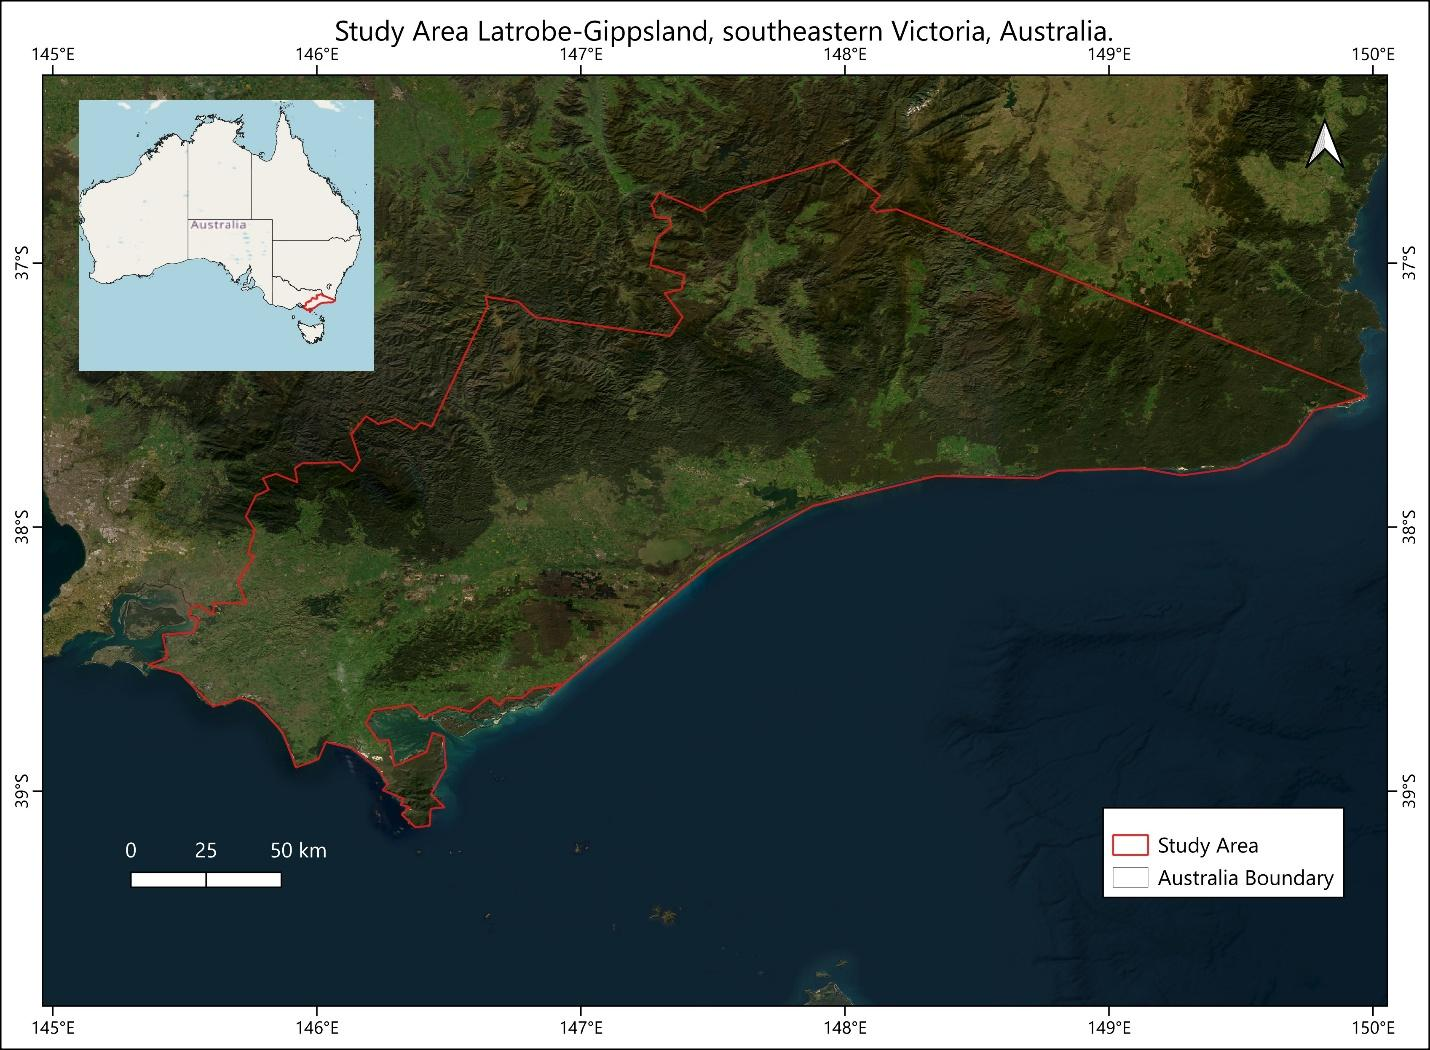 Study Area Latrobe-Gippsland, southeastern Victoria, Australia.
145°E 146°E 147°E 148°E 149°E 150°E
Australia
37°S 37°S
38°S 38°S
39°S 39°S
0 25 50 km
Study Area
Australia Boundary
145°E 146°E 147°E 148°E 149°E 150°E